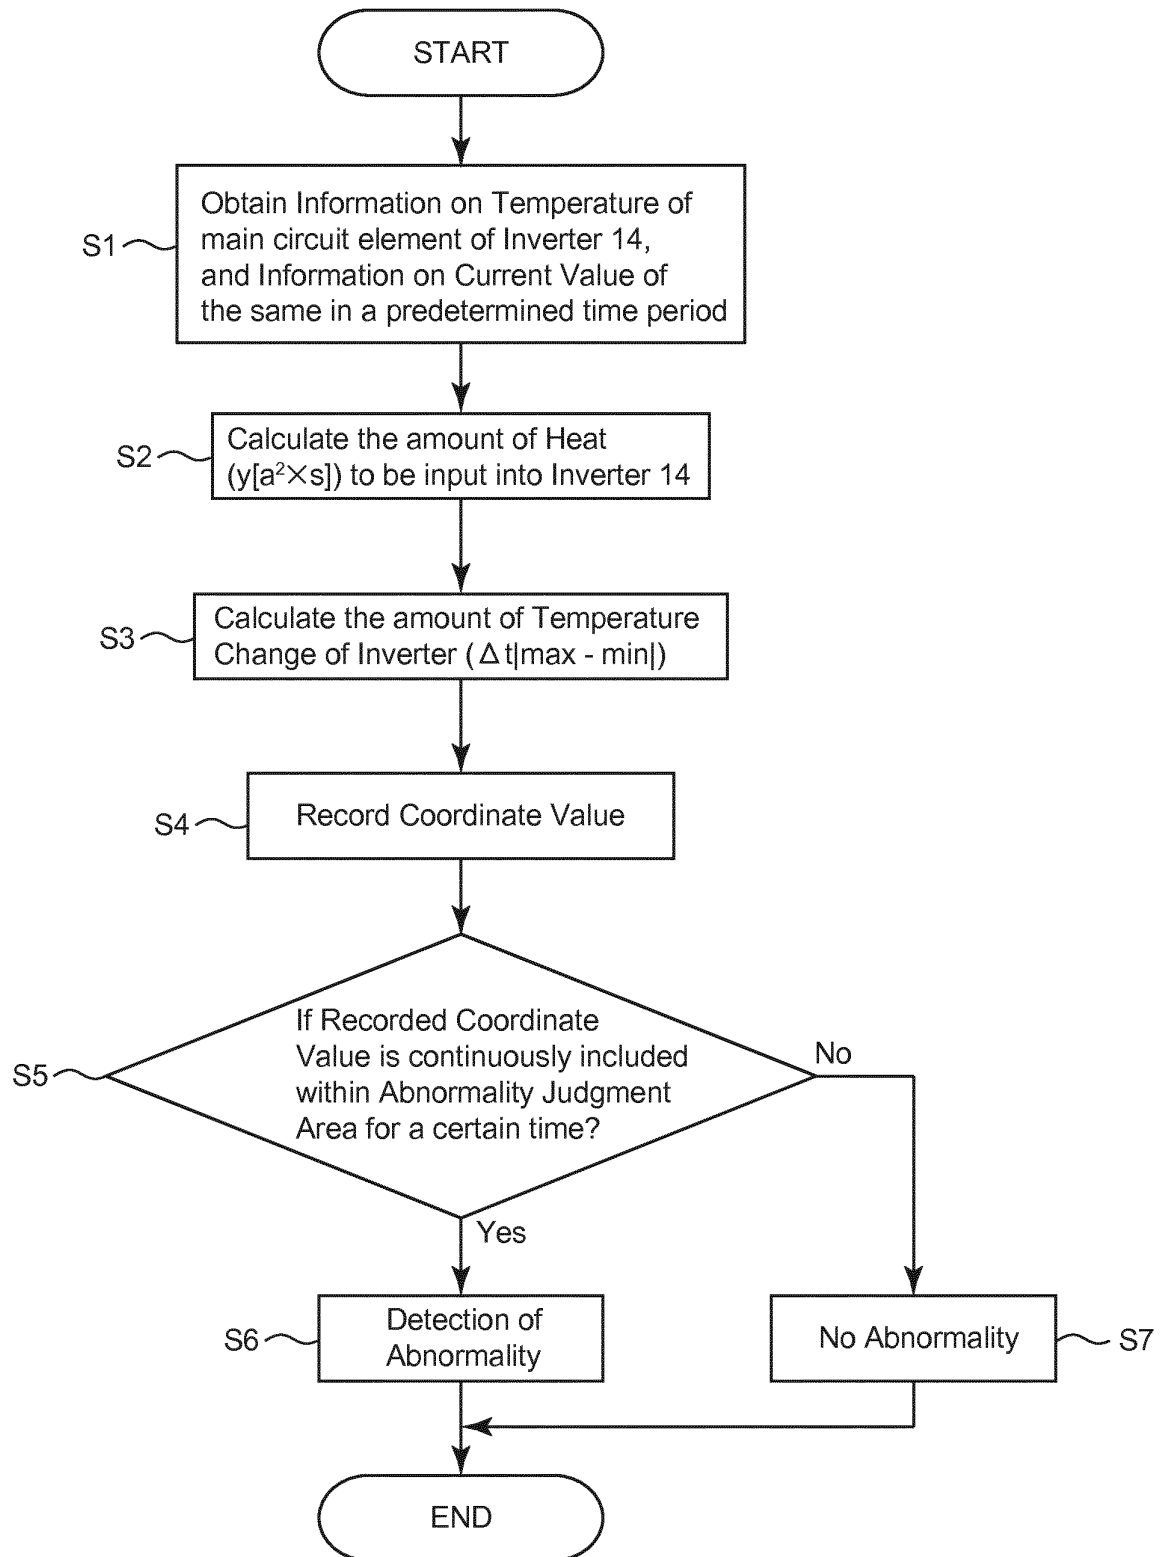 START
S1
Obtain Information on Temperature of
main circuit element of Inverter 14,
and Information on Current Value of
the same in a predetermined time period
S2
Calculate the amount of Heat
(y[a²×s]) to be input into Inverter 14
S3
Calculate the amount of Temperature
Change of Inverter (Δt|max - min|)
S4
Record Coordinate Value
S5
If Recorded Coordinate
Value is continuously included
within Abnormality Judgment
Area for a certain time?
No
Yes
S6
Detection of
Abnormality
No Abnormality
S7
END